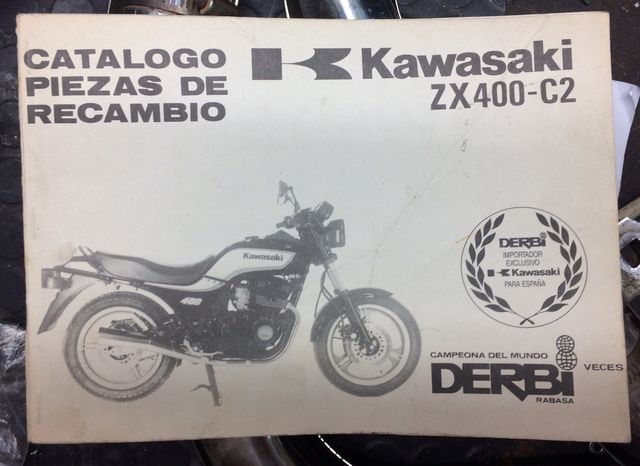 CATALOGO
PIEZAS DE
RECAMBIO
Kawasaki
ZX400-C2
Kawasaki
DERBi
IMPORTADOR
EXCLUSIVO
Kawasaki
PARA ESPAÑA
CAMPEONA DEL MUNDO
DERBi
8 VECES
RABASA